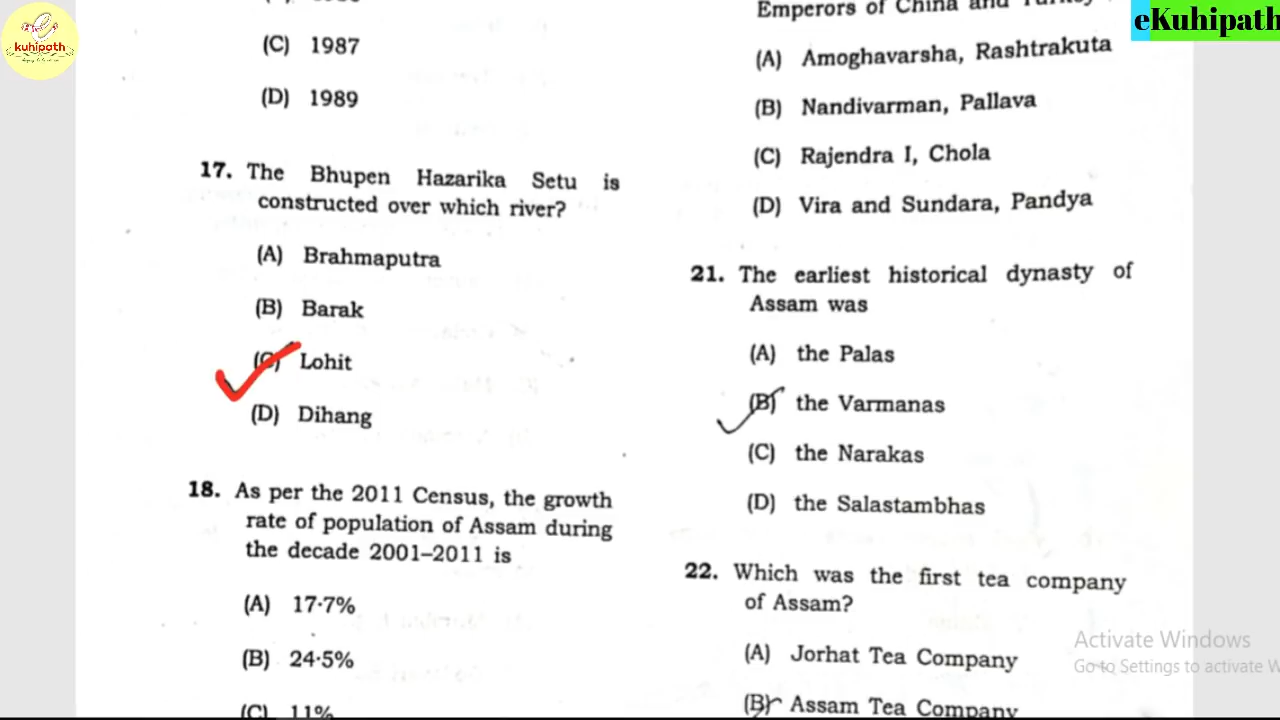 kuhipath
(C) 1987
(D) 1989
17. The Bhupen Hazarika Setu is
constructed over which river?
(A) Brahmaputra
(B) Barak
(C) Lohit
(D) Dihang
18. As per the 2011 Census, the growth
rate of population of Assam during
the decade 2001–2011 is
(A) 17·7%
(B) 24·5%
(C) 11%
eKuhipath
Emperors of China and
(A) Amoghavarsha, Rashtrakuta
(B) Nandivarman, Pallava
(C) Rajendra I, Chola
(D) Vira and Sundara, Pandya
21. The earliest historical dynasty of
Assam was
(A) the Palas
(B) the Varmanas
(C) the Narakas
(D) the Salastambhas
22. Which was the first tea company
of Assam?
(A) Jorhat Tea Company
(B) Assam Tea Company
Activate Windows
Go to Settings to activate W